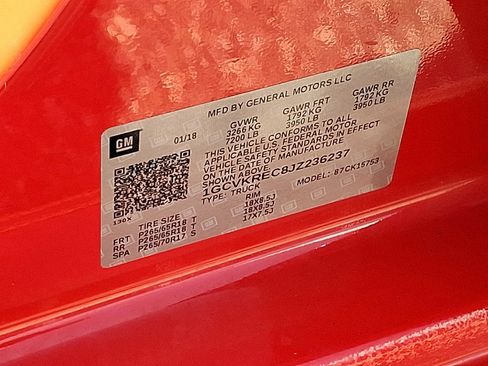 MFD BY GENERAL MOTORS LLC
GM
01/18
GVWR GAWR FRT GAWR RR
3266 KG 1792 KG 1792 KG
7200 LB 3950 LB 3950 LB
THIS VEHICLE CONFORMS TO ALL
APPLICABLE U.S. FEDERAL MOTOR
VEHICLE SAFETY STANDARDS IN EFFECT
ON THE DATE OF MANUFACTURE
1GCVKREC8JZ236237
TYPE: TRUCK MODEL: 87CK15753
TIRE SIZE RIM
FRT P265/65R18 T 18X8.5J
RR P265/65R18 T 18X8.5J
SPA P265/70R17 S 17X7.5J